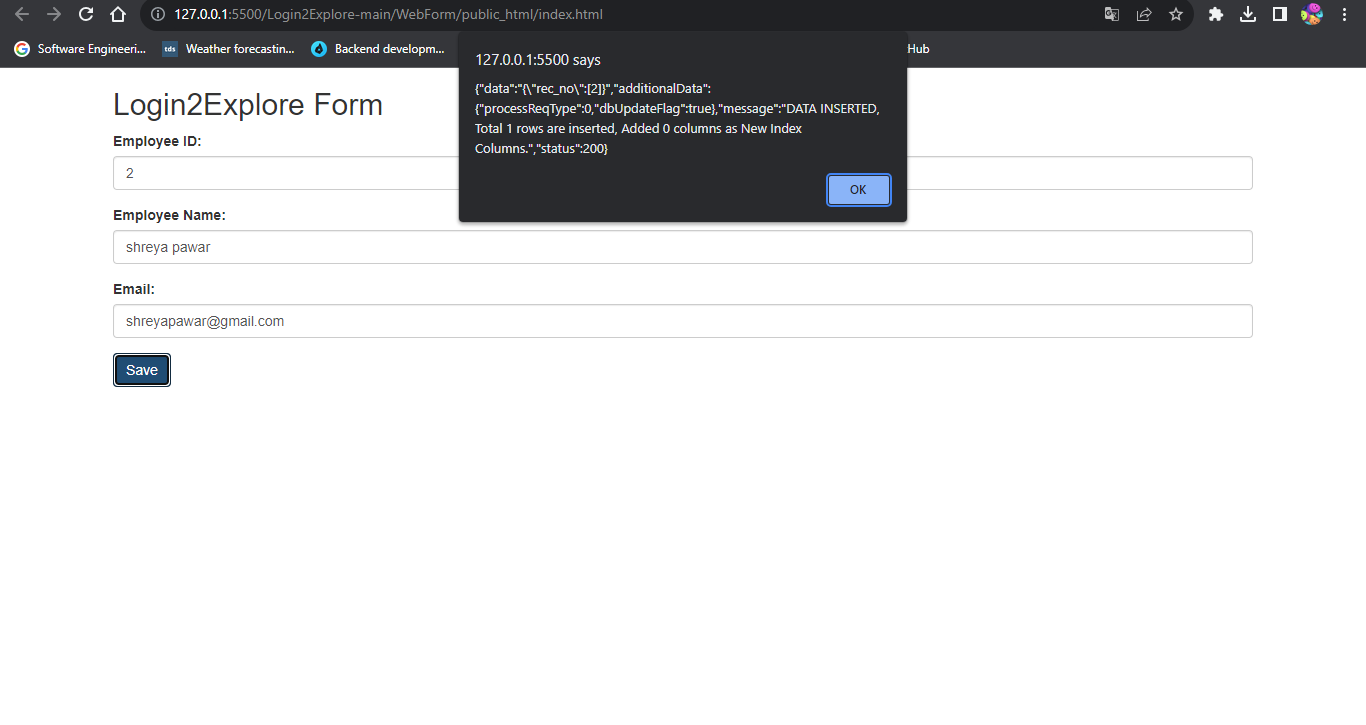 127.0.0.1:5500/Login2Explore-main/WebForm/public_html/index.html
Software Engineeri... tds Weather forecastin... Backend developm... Hub
127.0.0.1:5500 says
{"data":"{\"rec_no\":[2]}","additionalData":
{"processReqType":0,"dbUpdateFlag":true},"message":"DATA INSERTED,
Total 1 rows are inserted, Added 0 columns as New Index
Columns.","status":200}
OK
Login2Explore Form
Employee ID:
2
Employee Name:
shreya pawar
Email:
shreyapawar@gmail.com
Save